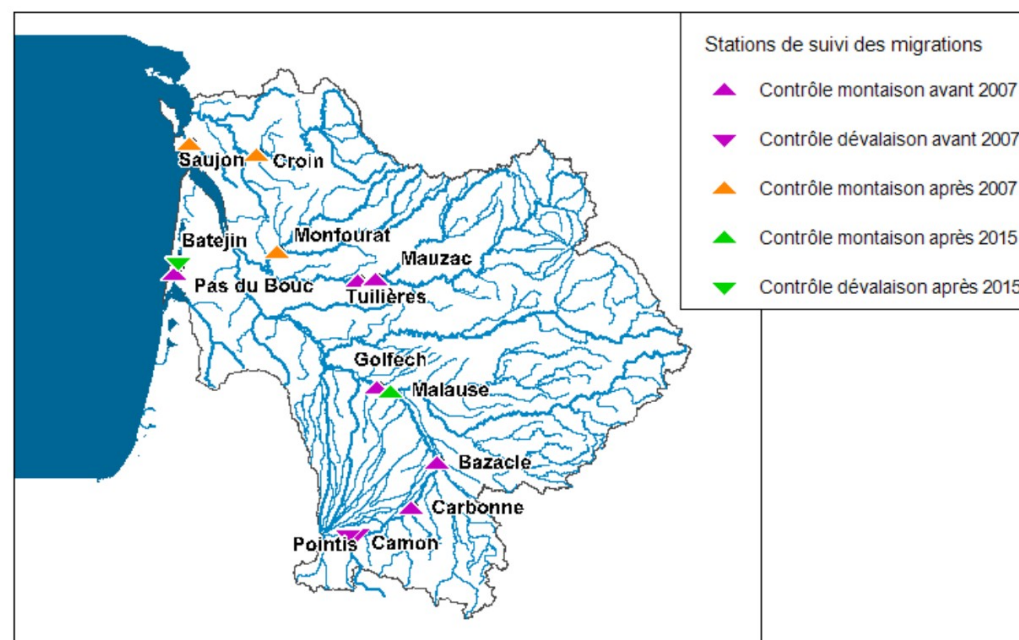 Stations de suivi des migrations
Contrôle montaison avant 2007
Contrôle dévalaison avant 2007
Contrôle montaison après 2007
Contrôle montaison après 2015
Contrôle dévalaison après 2015
Saujon
Croin
Batejin
Monfourat
Pas du Bouc
Mauzac
Tuilières
Golfech
Malause
Bazacle
Carbonne
Pointis
Camon